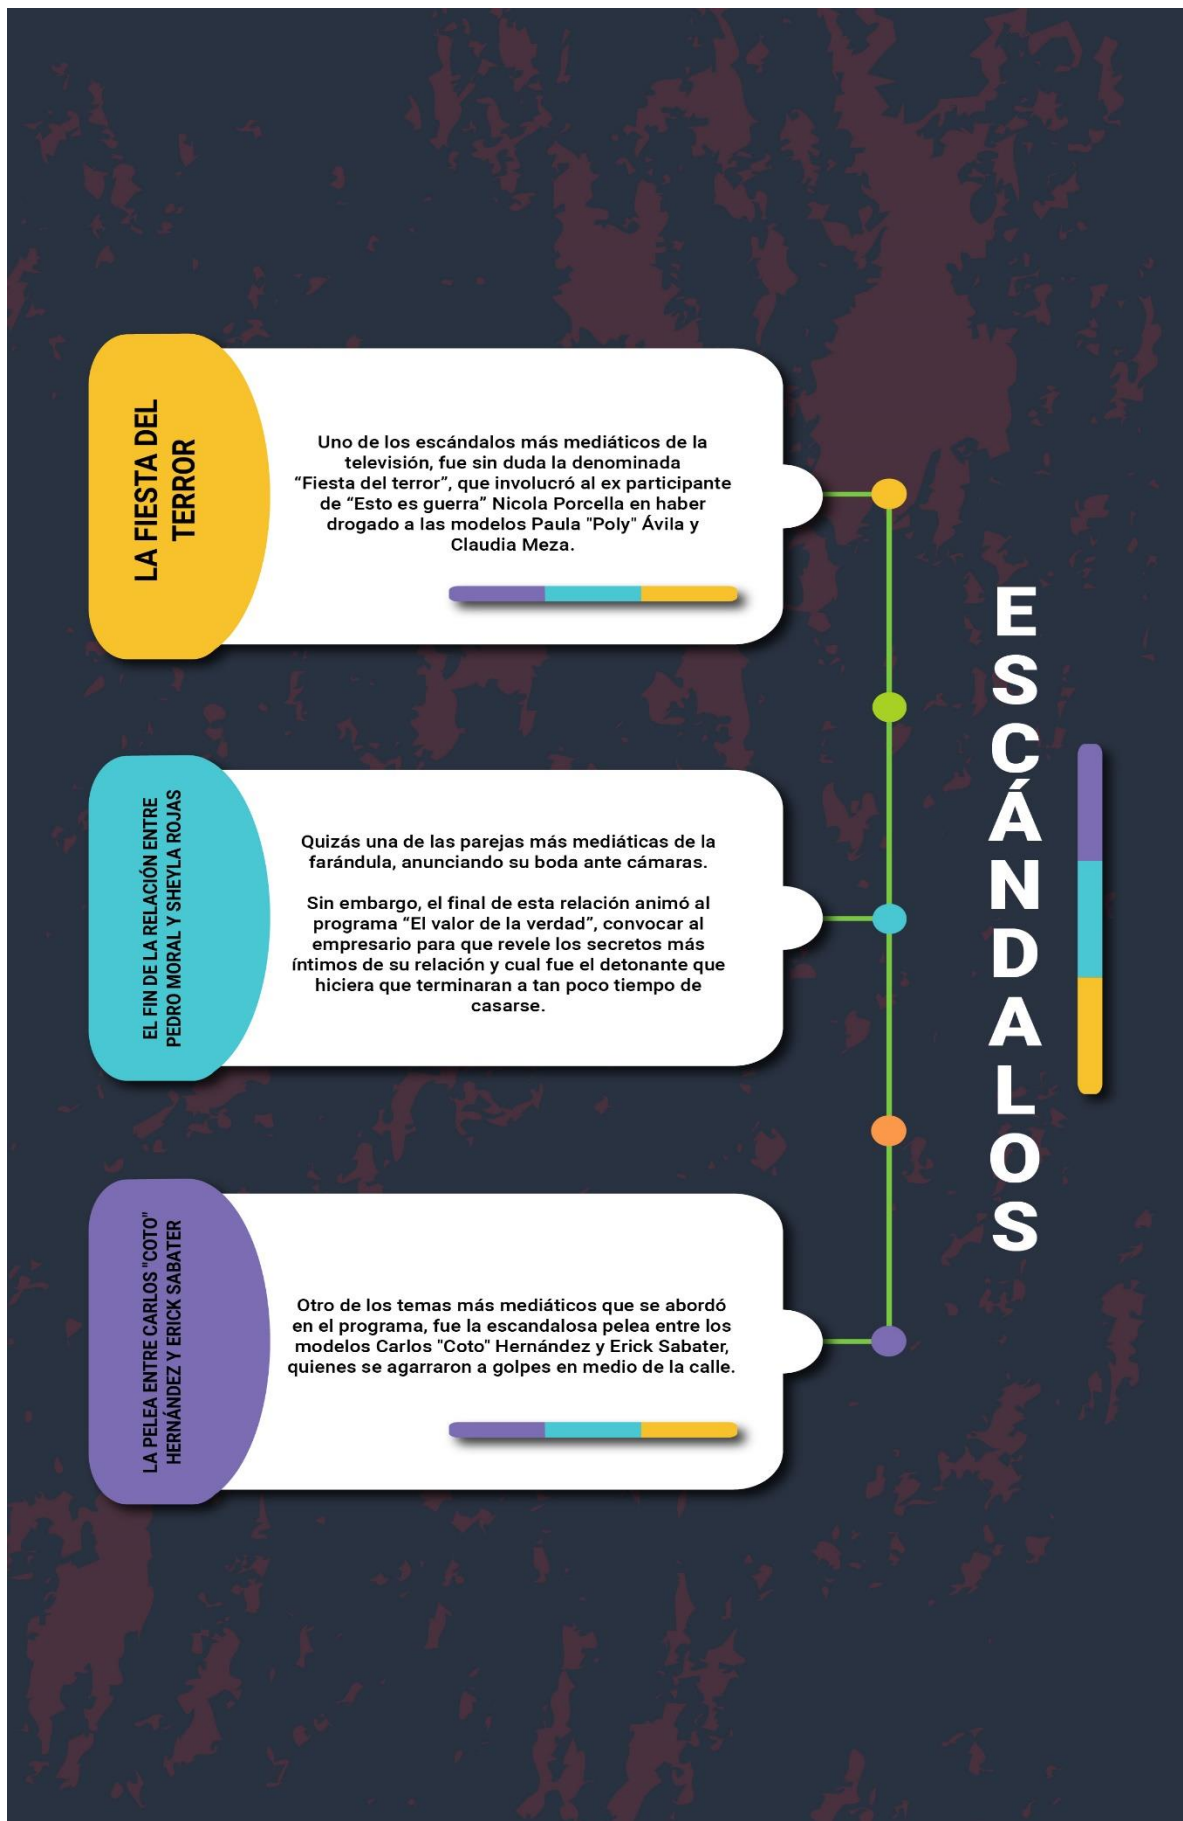 LA FIESTA DEL
TERROR
Uno de los escándalos más mediáticos de la
televisión, fue sin duda la denominada
“Fiesta del terror”, que involucró al ex participante
de “Esto es guerra” Nicola Porcella en haber
drogado a las modelos Paula "Poly" Ávila y
Claudia Meza.
EL FIN DE LA RELACIÓN ENTRE
PEDRO MORAL Y SHEYLA ROJAS
Quizás una de las parejas más mediáticas de la
farándula, anunciando su boda ante cámaras.
Sin embargo, el final de esta relación animó al
programa “El valor de la verdad”, convocar al
empresario para que revele los secretos más
íntimos de su relación y cual fue el detonante que
hiciera que terminaran a tan poco tiempo de
casarse.
LA PELEA ENTRE CARLOS "COTO"
HERNÁNDEZ Y ERICK SABATER
Otro de los temas más mediáticos que se abordó
en el programa, fue la escandalosa pelea entre los
modelos Carlos "Coto" Hernández y Erick Sabater,
quienes se agarraron a golpes en medio de la calle.
ESCÁNDALOS